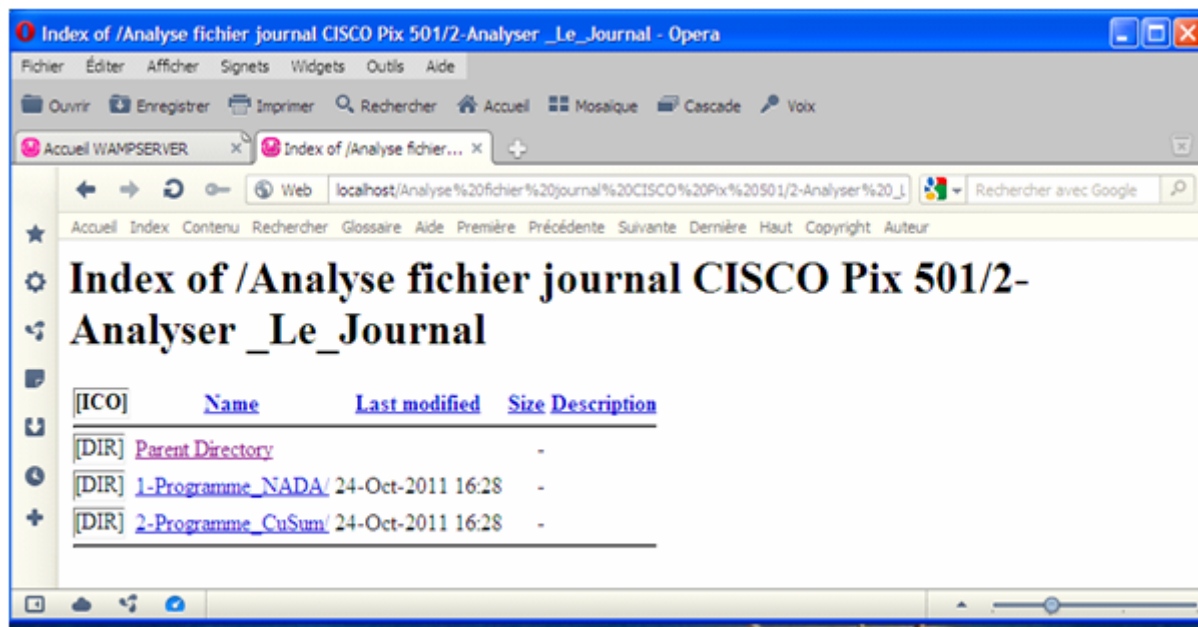 Index of /Analyse fichier journal CISCO Pix 501/2-Analyser _Le_Journal - Opera
Fichier Éditer Afficher Signets Widgets Outils Aide
Ouvrir Enregistrer Imprimer Rechercher Accueil Mosaïque Cascade Voix
Accueil WAMPSERVER Index of /Analyse fichier...
Web localhost/Analyse%20fichier%20journal%20CISCO%20Pix%20501/2-Analyser%20_L Rechercher avec Google
Accueil Index Contenu Rechercher Glossaire Aide Première Précédente Suivante Dernière Haut Copyright Auteur
Index of /Analyse fichier journal CISCO Pix 501/2-
Analyser _Le_Journal
[ICO] Name Last modified Size Description
[DIR] Parent Directory -
[DIR] 1-Programme_NADA/ 24-Oct-2011 16:28 -
[DIR] 2-Programme_CuSum/ 24-Oct-2011 16:28 -